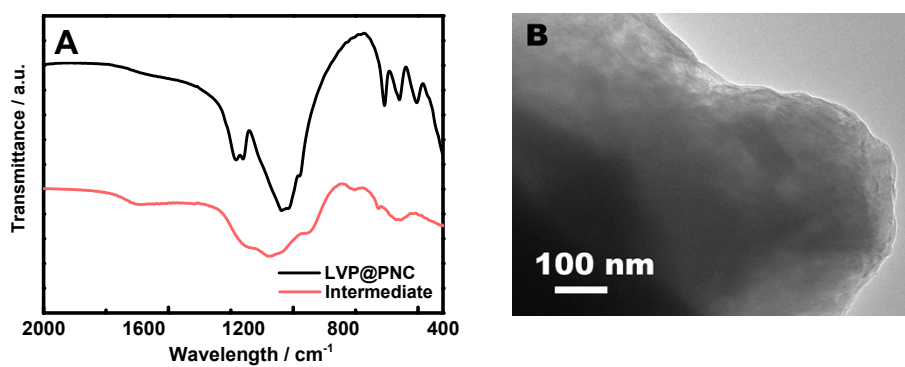 A
Transmittance / a.u.
LVP@PNC
Intermediate
2000 1600 1200 800 400
Wavelength / cm-1
B
100 nm